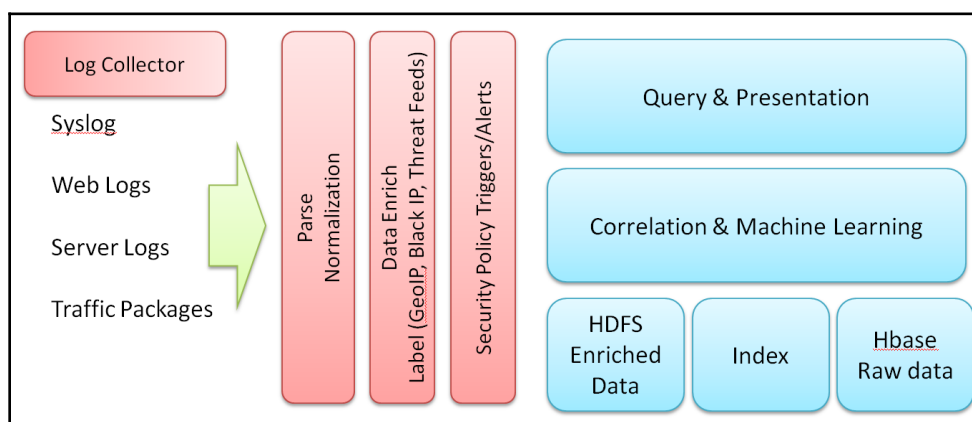 Log Collector
Syslog
Web Logs
Server Logs
Traffic Packages
Parse
Normalization
Data Enrich
Label (GeoIP, Black IP, Threat Feeds)
Security Policy Triggers/Alerts
Query & Presentation
Correlation & Machine Learning
HDFS
Enriched
Data
Index
Hbase
Raw data